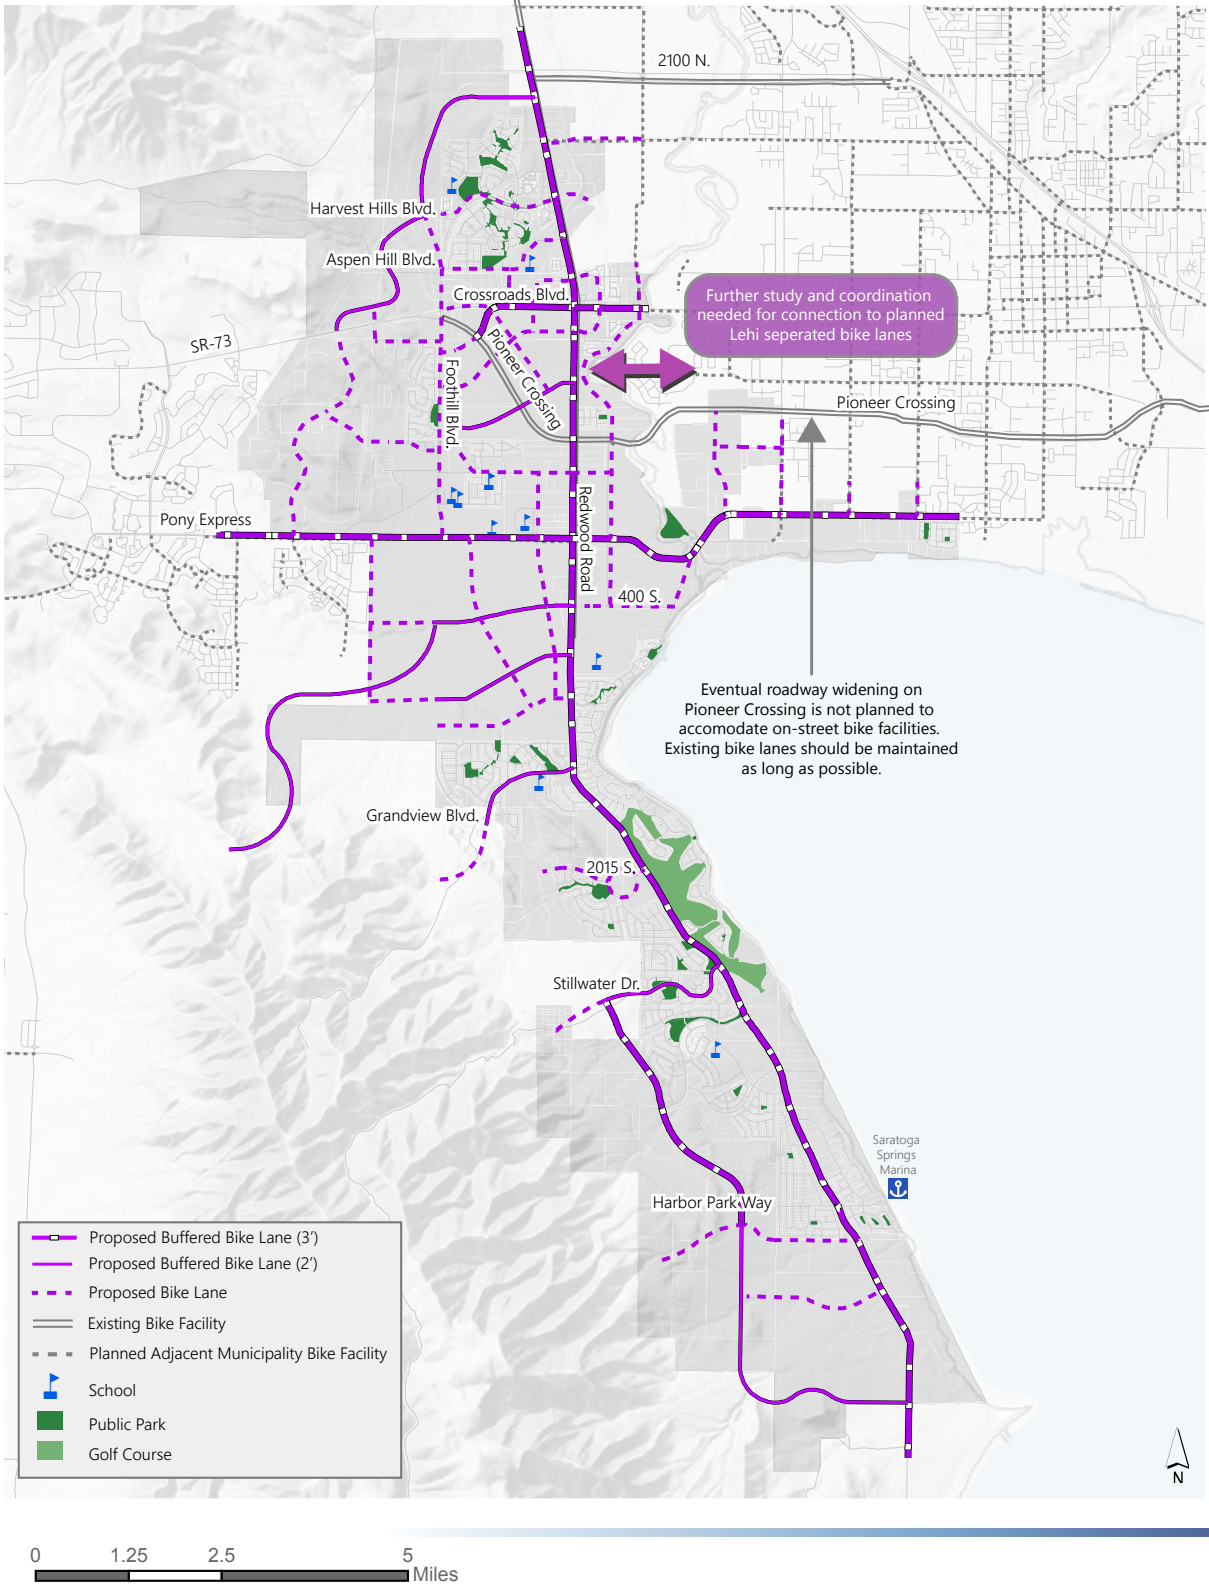 2100 N.
Harvest Hills Blvd.
Aspen Hill Blvd.
Crossroads Blvd.
Further study and coordination
needed for connection to planned
Lehi seperated bike lanes
SR-73
Pioneer Crossing
Foothill Blvd.
Pioneer Crossing
Pony Express
Redwood Road
400 S.
Eventual roadway widening on
Pioneer Crossing is not planned to
accomodate on-street bike facilities.
Existing bike lanes should be maintained
as long as possible.
Grandview Blvd.
2015 S.
Stillwater Dr.
Saratoga
Springs
Marina
Harbor Park Way
Proposed Buffered Bike Lane (3')
Proposed Buffered Bike Lane (2')
Proposed Bike Lane
Existing Bike Facility
Planned Adjacent Municipality Bike Facility
School
Public Park
Golf Course
N
0 1.25 2.5 5
Miles